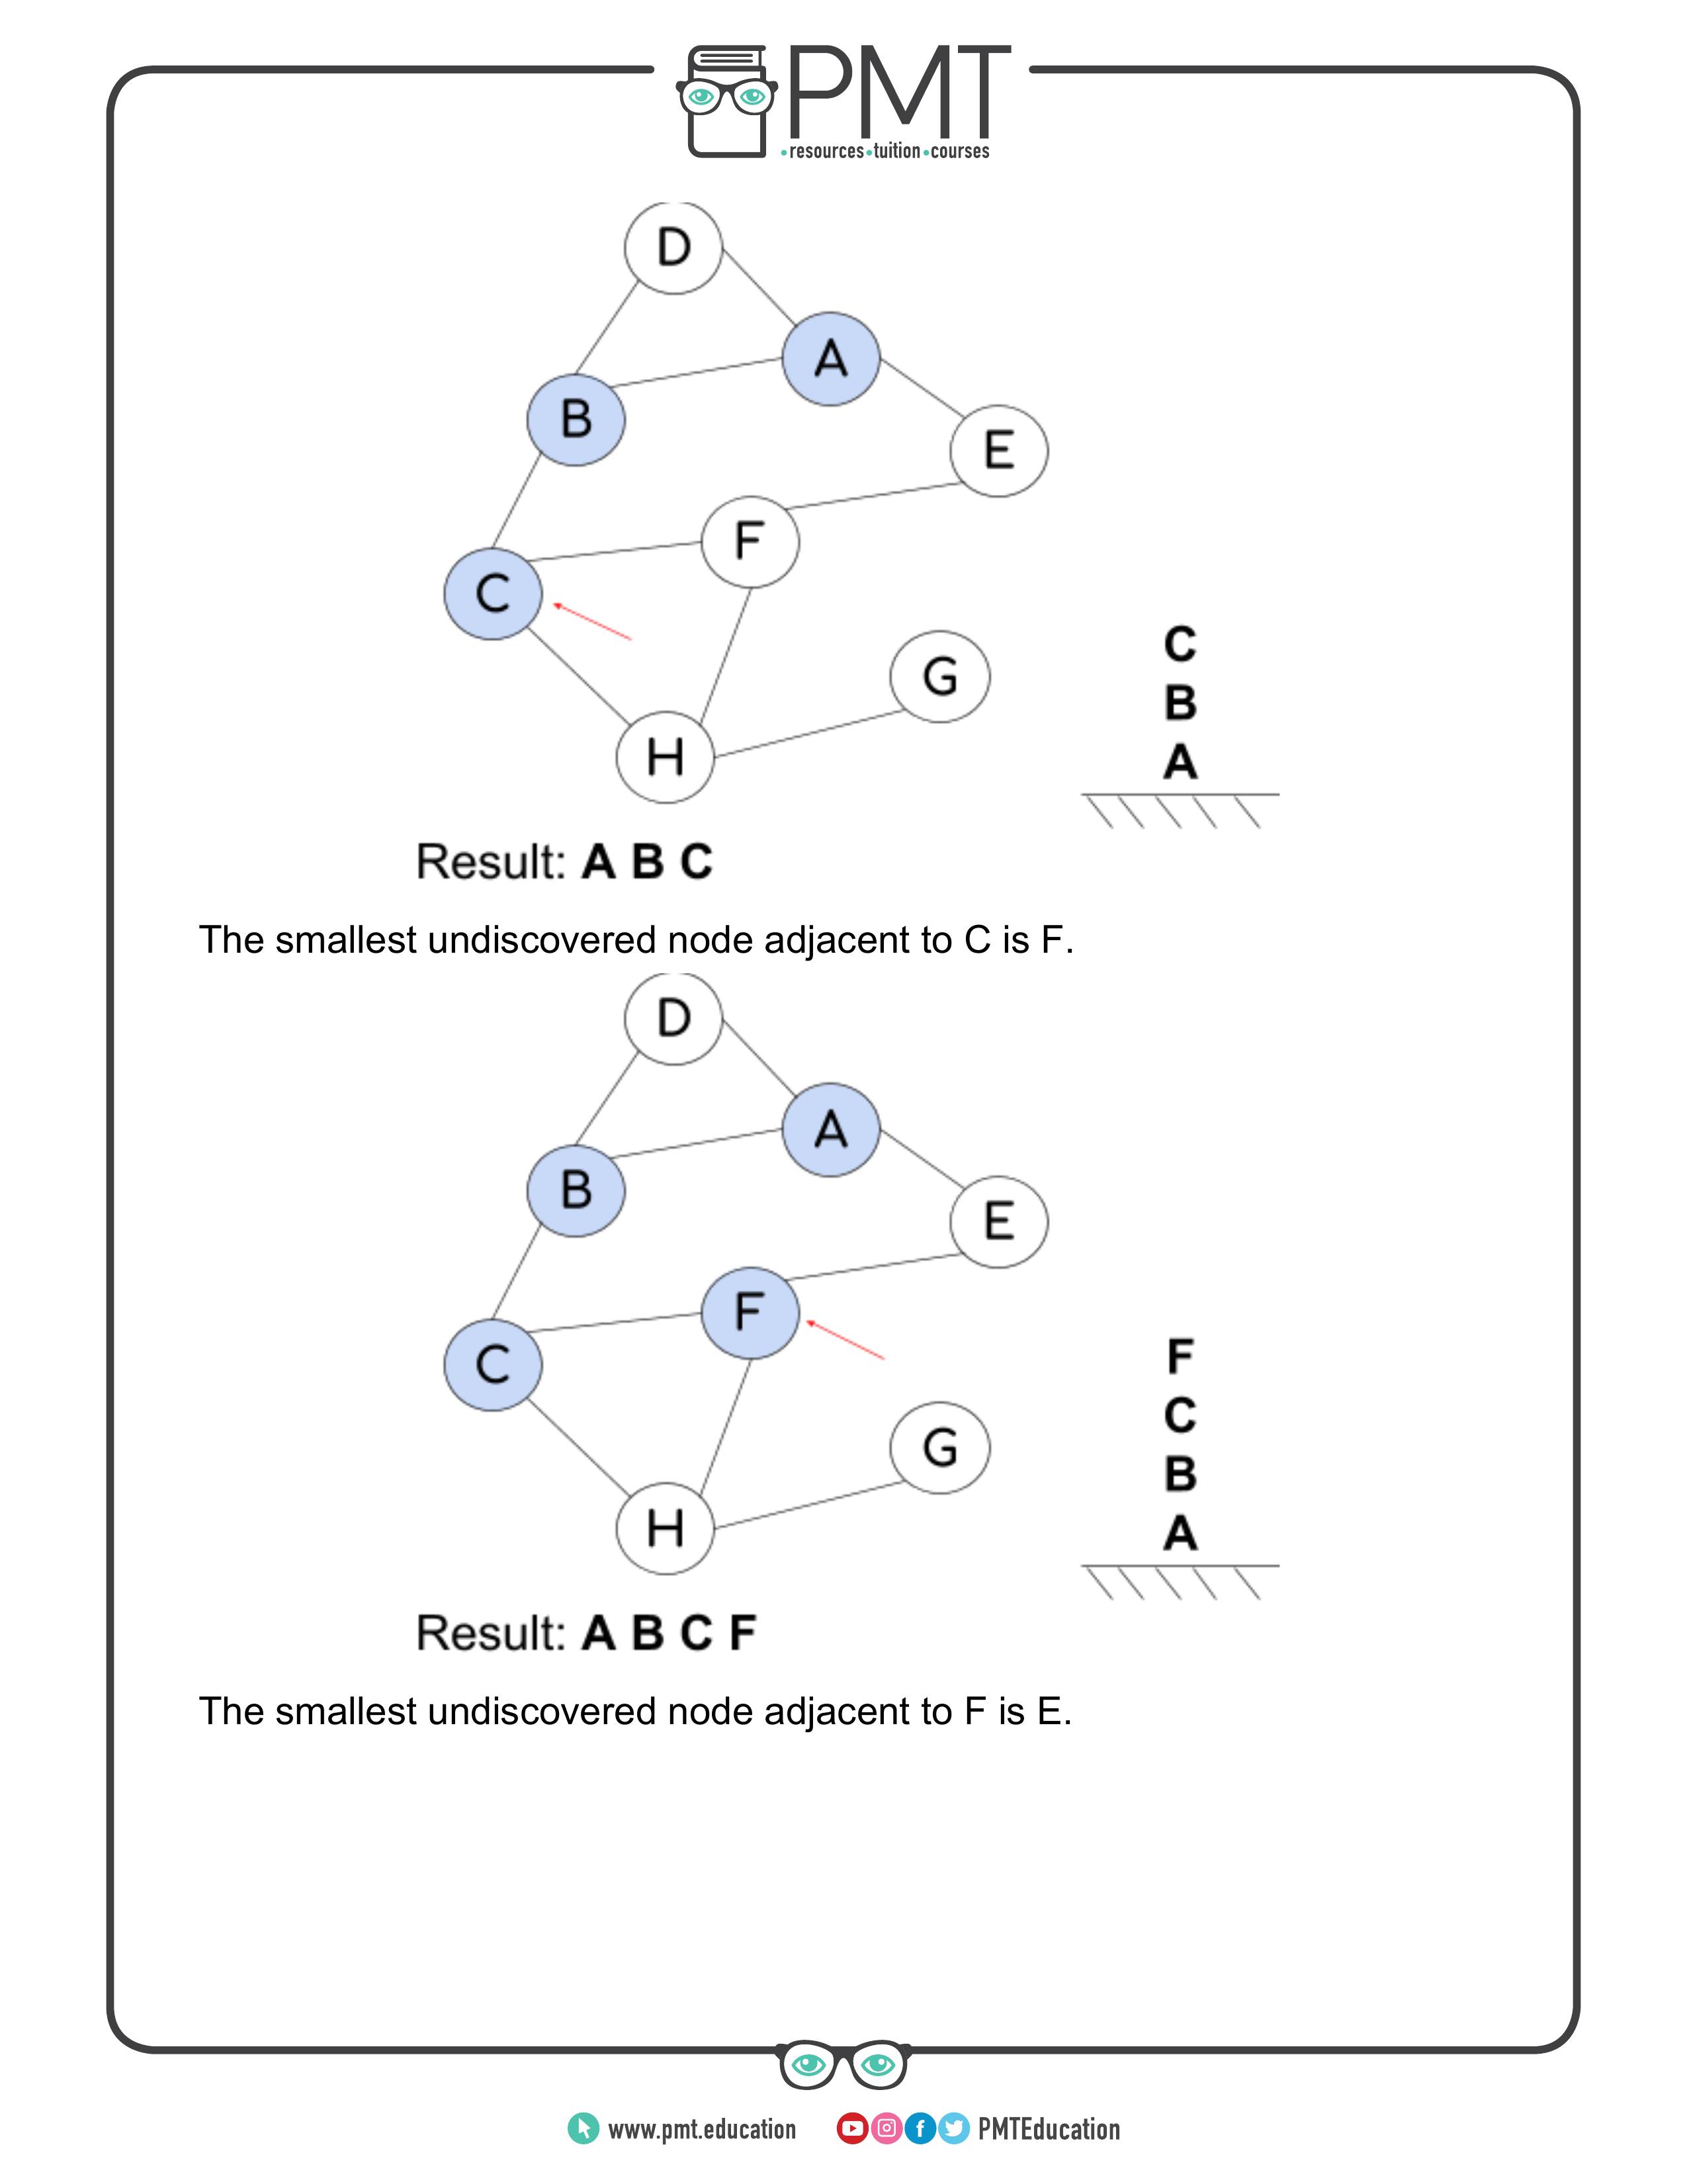 PMT
•resources•tuition•courses
D
A
B
E
F
C
G
H
C
B
A
Result: A B C
The smallest undiscovered node adjacent to C is F.
D
A
B
E
F
C
G
H
F
C
B
A
Result: A B C F
The smallest undiscovered node adjacent to F is E.
www.pmt.education
PMTEducation